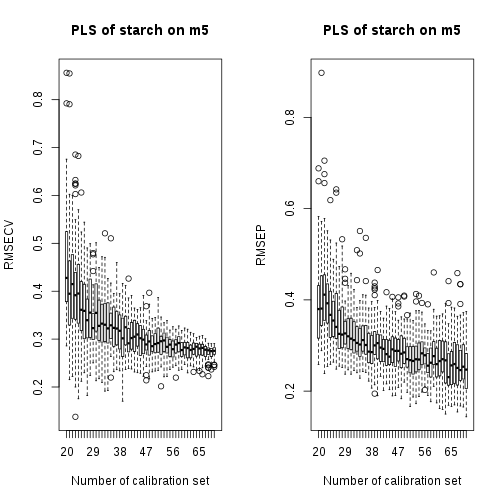 PLS of starch on m5
PLS of starch on m5
RMSECV
0.8
0.7
0.6
0.5
0.4
0.3
0.2
20 29 38 47 56 65
Number of calibration set
RMSEP
0.8
0.6
0.4
0.2
20 29 38 47 56 65
Number of calibration set